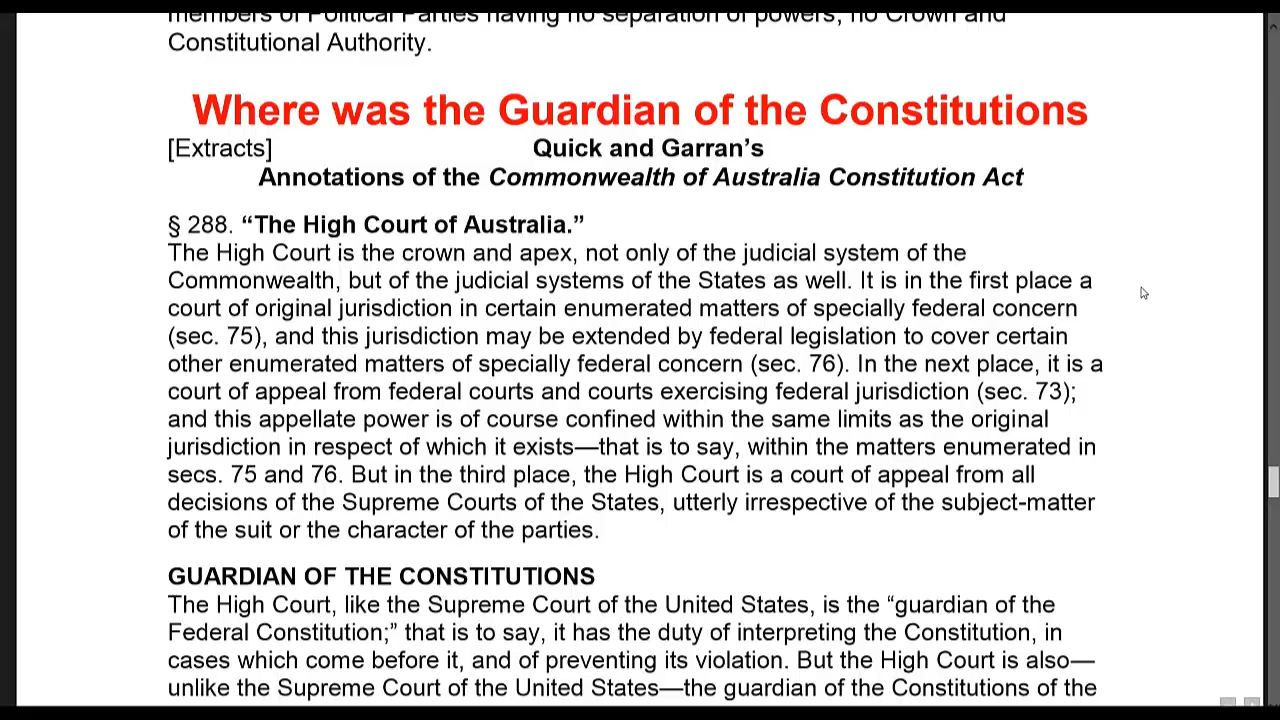 members of Political Parties having no separation of powers, no Crown and
Constitutional Authority.
Where was the Guardian of the Constitutions
[Extracts] Quick and Garran’s
Annotations of the Commonwealth of Australia Constitution Act
§ 288. “The High Court of Australia.”
The High Court is the crown and apex, not only of the judicial system of the
Commonwealth, but of the judicial systems of the States as well. It is in the first place a
court of original jurisdiction in certain enumerated matters of specially federal concern
(sec. 75), and this jurisdiction may be extended by federal legislation to cover certain
other enumerated matters of specially federal concern (sec. 76). In the next place, it is a
court of appeal from federal courts and courts exercising federal jurisdiction (sec. 73);
and this appellate power is of course confined within the same limits as the original
jurisdiction in respect of which it exists—that is to say, within the matters enumerated in
secs. 75 and 76. But in the third place, the High Court is a court of appeal from all
decisions of the Supreme Courts of the States, utterly irrespective of the subject-matter
of the suit or the character of the parties.
GUARDIAN OF THE CONSTITUTIONS
The High Court, like the Supreme Court of the United States, is the “guardian of the
Federal Constitution;” that is to say, it has the duty of interpreting the Constitution, in
cases which come before it, and of preventing its violation. But the High Court is also—
unlike the Supreme Court of the United States—the guardian of the Constitutions of the